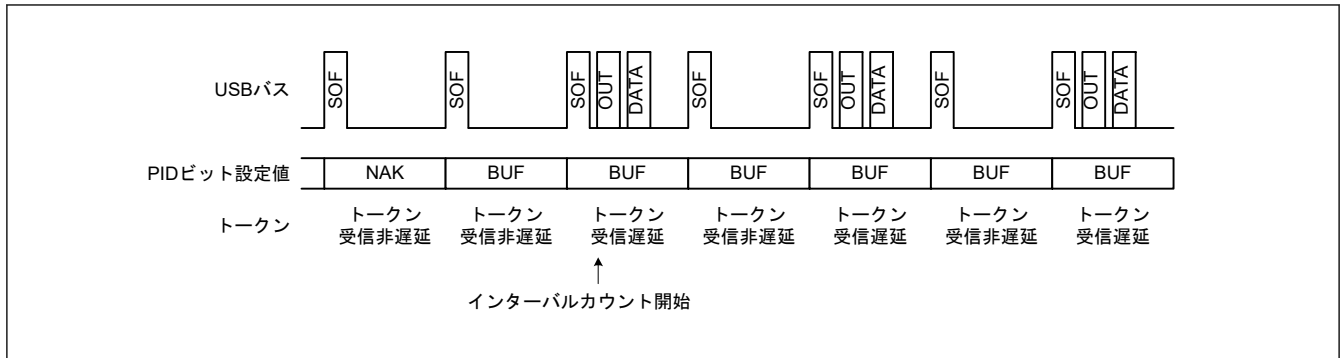 USBバス
SOF
SOF
SOF
OUT
DATA
SOF
SOF
OUT
DATA
SOF
SOF
OUT
DATA
PIDビット設定値
NAK
BUF
BUF
BUF
BUF
BUF
BUF
トークン
トークン
受信非遅延
トークン
受信非遅延
トークン
受信遅延
トークン
受信非遅延
トークン
受信遅延
トークン
受信非遅延
トークン
受信遅延
インターバルカウント開始